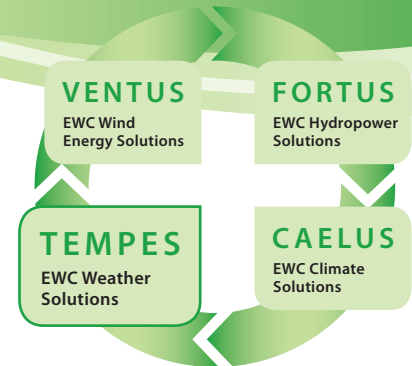 VENTUS
EWC Wind
Energy Solutions
FORTUS
EWC Hydropower
Solutions
TEMPES
EWC Weather
Solutions
CAELUS
EWC Climate
Solutions